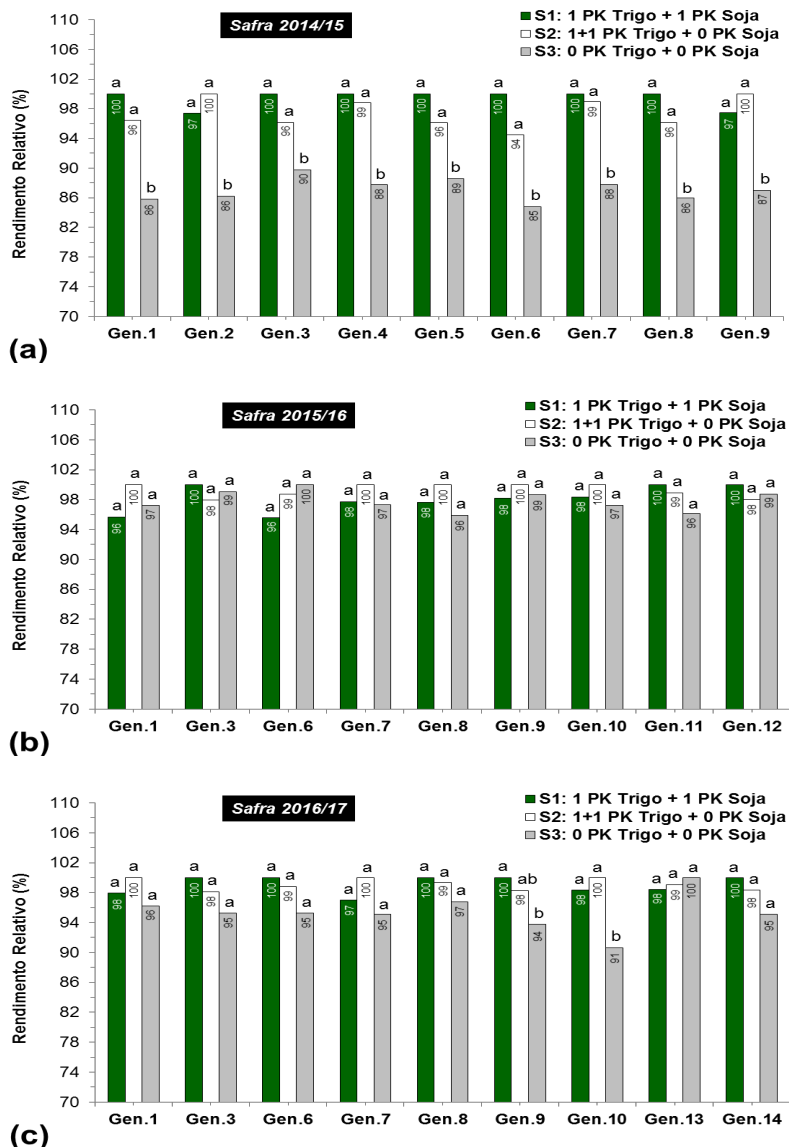 Safra 2014/15
S1: 1 PK Trigo + 1 PK Soja
S2: 1+1 PK Trigo + 0 PK Soja
S3: 0 PK Trigo + 0 PK Soja
Rendimento Relativo (%)
110
106
102
98
94
90
86
82
78
74
70
a a b a a b a a b a a b a a b a a b a a b a a b a a b
100 96 86 97 100 86 100 96 90 100 99 88 100 96 89 100 94 85 100 99 88 100 96 86 97 100 87
Gen.1 Gen.2 Gen.3 Gen.4 Gen.5 Gen.6 Gen.7 Gen.8 Gen.9
(a)
Safra 2015/16
S1: 1 PK Trigo + 1 PK Soja
S2: 1+1 PK Trigo + 0 PK Soja
S3: 0 PK Trigo + 0 PK Soja
Rendimento Relativo (%)
110
106
102
98
94
90
86
82
78
74
70
a a a a a a a a a a a a a a a a a a a a a a a a a a a
96 100 97 100 98 99 96 99 100 98 100 97 98 100 96 98 100 99 98 100 97 100 99 96 100 98 99
Gen.1 Gen.3 Gen.6 Gen.7 Gen.8 Gen.9 Gen.10 Gen.11 Gen.12
(b)
Safra 2016/17
S1: 1 PK Trigo + 1 PK Soja
S2: 1+1 PK Trigo + 0 PK Soja
S3: 0 PK Trigo + 0 PK Soja
Rendimento Relativo (%)
110
106
102
98
94
90
86
82
78
74
70
a a a a a a a a a a a a a a a a ab b a a b a a a a a a
98 100 96 100 98 95 100 99 95 97 100 95 100 99 97 100 98 94 98 100 91 98 99 100 100 98 95
Gen.1 Gen.3 Gen.6 Gen.7 Gen.8 Gen.9 Gen.10 Gen.13 Gen.14
(c)